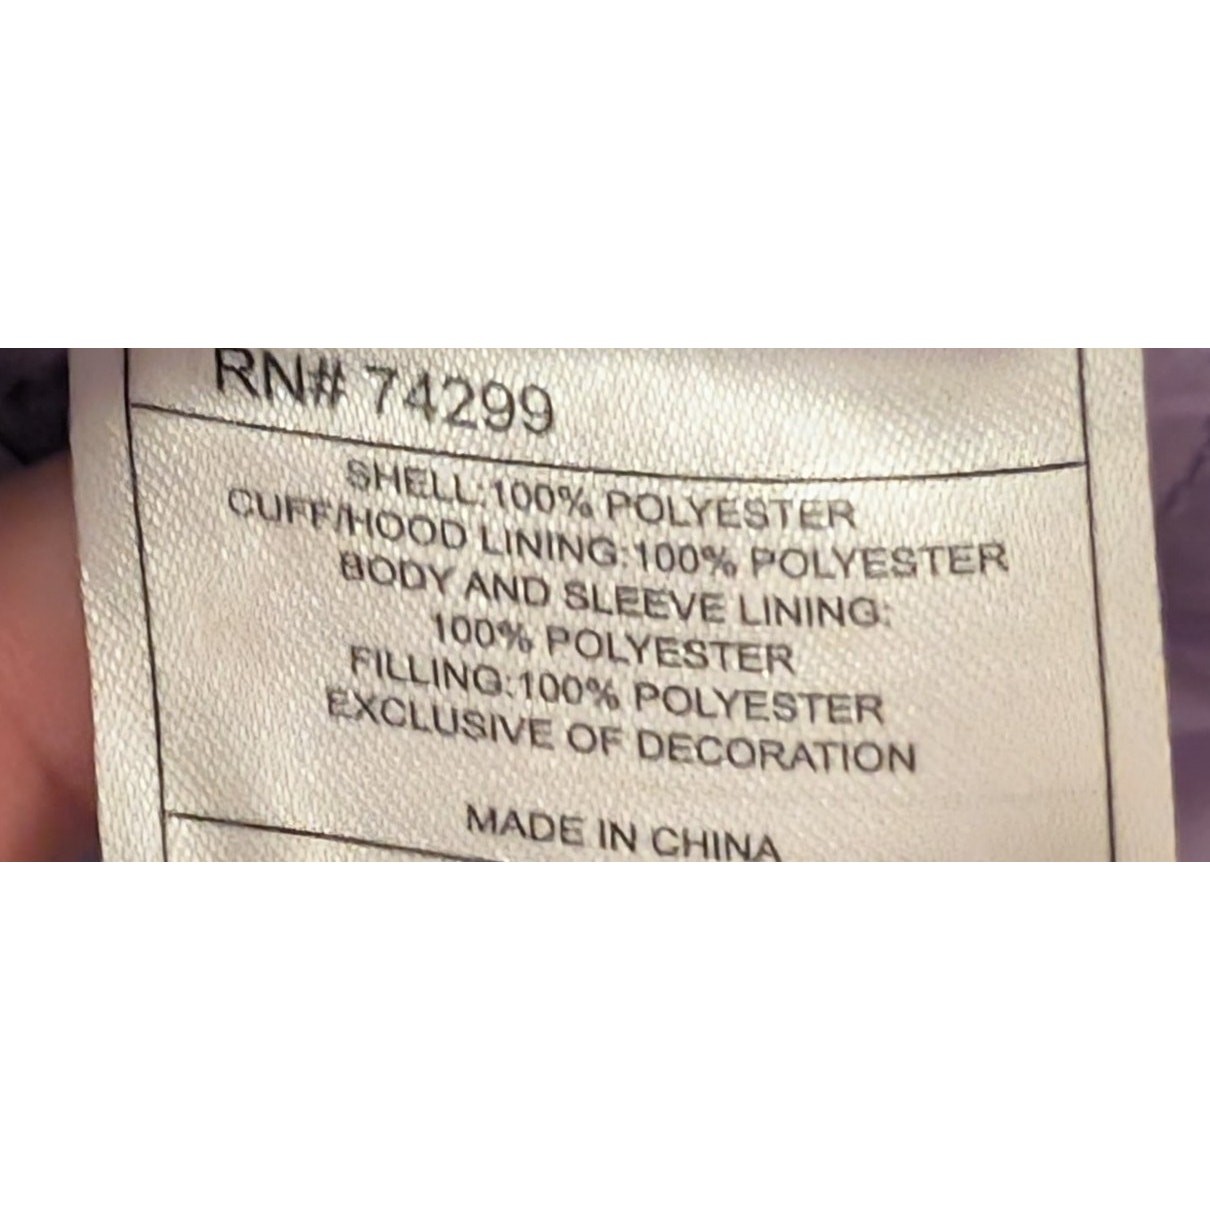 RN# 74299
SHELL:100% POLYESTER
CUFF/HOOD LINING:100% POLYESTER
BODY AND SLEEVE LINING:
100% POLYESTER
FILLING:100% POLYESTER
EXCLUSIVE OF DECORATION
MADE IN CHINA